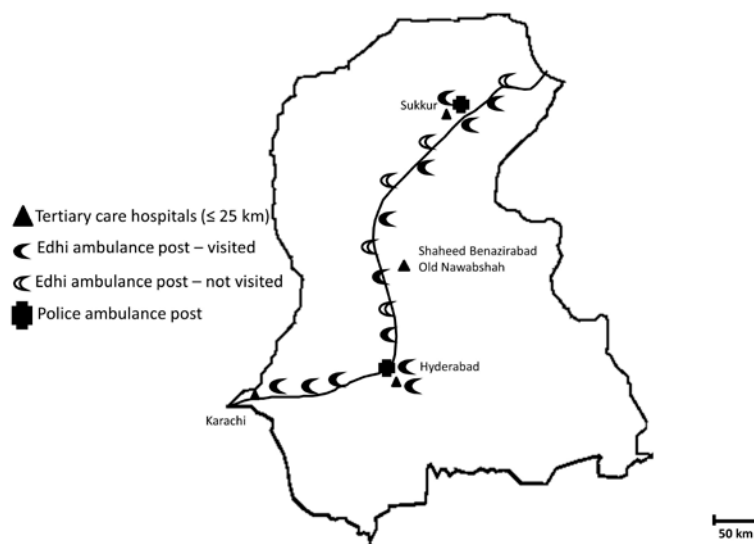 Sukkur
Tertiary care hospitals (≤ 25 km)
Edhi ambulance post – visited
Edhi ambulance post – not visited
Police ambulance post
Shaheed Benazirabad
Old Nawabshah
Hyderabad
Karachi
50 km